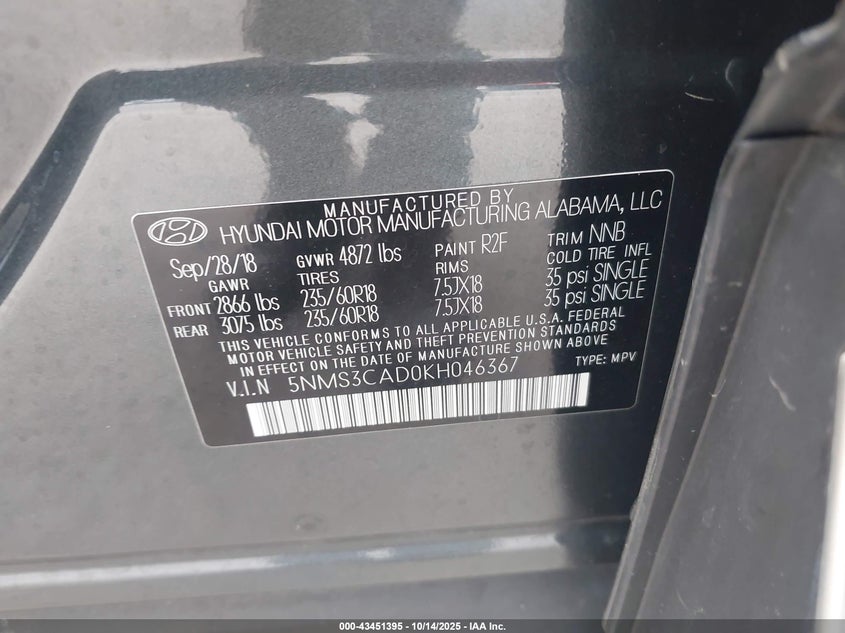 MANUFACTURED BY
HYUNDAI MOTOR MANUFACTURING ALABAMA, LLC
Sep/28/18 GVWR 4872 lbs PAINT R2F TRIM NNB
GAWR TIRES RIMS COLD TIRE INFL
FRONT 2866 lbs 235/60R18 7.5JX18 35 psi SINGLE
REAR 3075 lbs 235/60R18 7.5JX18 35 psi SINGLE
THIS VEHICLE CONFORMS TO ALL APPLICABLE U.S.A. FEDERAL
MOTOR VEHICLE SAFETY AND THEFT PREVENTION STANDARDS
IN EFFECT ON THE DATE OF MANUFACTURE SHOWN ABOVE
V.I.N 5NMS3CAD0KH046367 TYPE: MPV
000-43451395 - 10/14/2025 - IAA Inc.